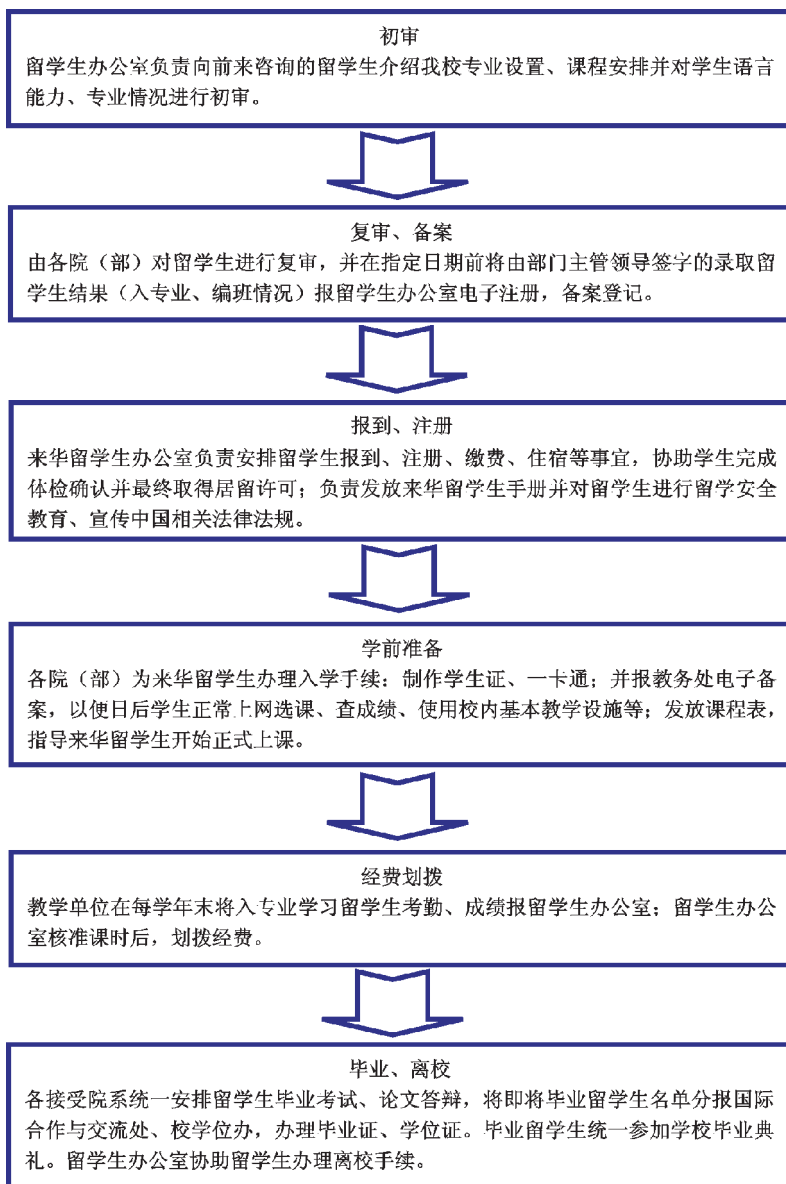 初审
留学生办公室负责向前来咨询的留学生介绍我校专业设置、课程安排并对学生语言
能力、专业情况进行初审。
复审、备案
由各院（部）对留学生进行复审，并在指定日期前将由部门主管领导签字的录取留
学生结果（入专业、编班情况）报留学生办公室电子注册，备案登记。
报到、注册
来华留学生办公室负责安排留学生报到、注册、缴费、住宿等事宜，协助学生完成
体检确认并最终取得居留许可；负责发放来华留学生手册并对留学生进行留学安全
教育、宣传中国相关法律法规。
学前准备
各院（部）为来华留学生办理入学手续：制作学生证、一卡通；并报教务处电子备
案，以便日后学生正常上网选课、查成绩、使用校内基本教学设施等；发放课程表，
指导来华留学生开始正式上课。
经费划拨
教学单位在每学年末将入专业学习留学生考勤、成绩报留学生办公室；留学生办公
室核准课时后，划拨经费。
毕业、离校
各接受院系统一安排留学生毕业考试、论文答辩，将即将毕业留学生名单分报国际
合作与交流处、校学位办，办理毕业证、学位证。毕业留学生统一参加学校毕业典
礼。留学生办公室协助留学生办理离校手续。